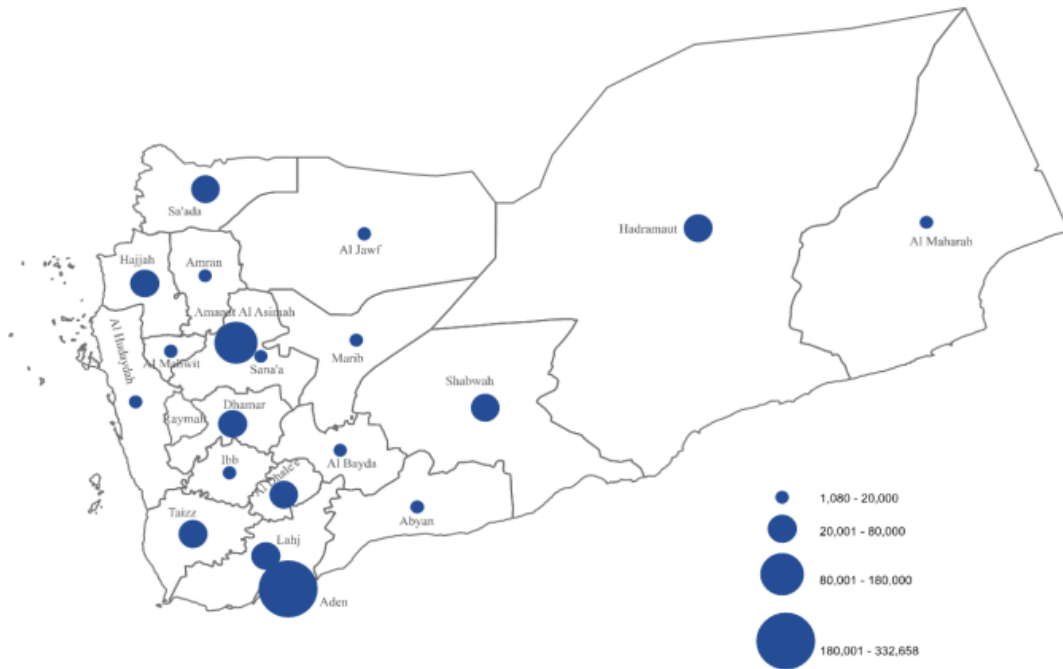 Sa'ada
Al Jawf
Hadramaut
Al Maharah
Hajjah
Amran
Amanat Al Asimah
Al Hudaydah
Al Mahwit
Sana'a
Marib
Shabwah
Raymah
Dhamar
Ibb
Al Bayda
Al Dhale'e
Abyan
Taizz
Lahj
Aden
1,080 - 20,000
20,001 - 80,000
80,001 - 180,000
180,001 - 332,658